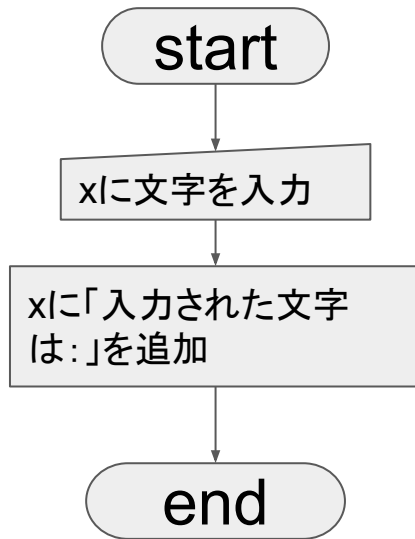 start
xに文字を入力
xに「入力された文字
は：」を追加
end